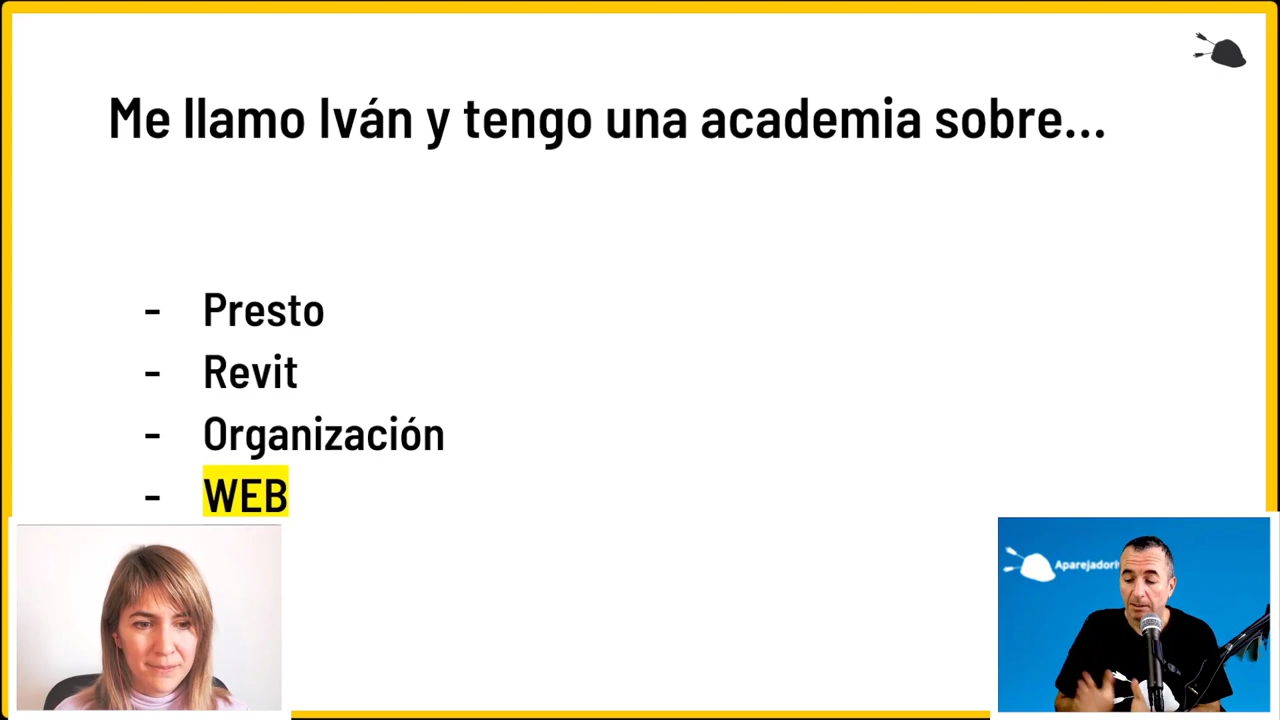 Me llamo Iván y tengo una academia sobre...
- Presto
- Revit
- Organización
- WEB